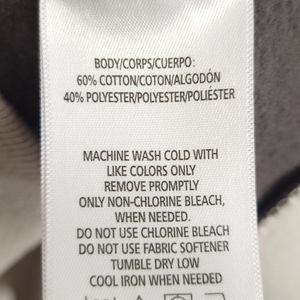 BODY/CORPS/CUERPO:
60% COTTON/COTON/ALGODÓN
40% POLYESTER/POLYESTER/POLIÉSTER
MACHINE WASH COLD WITH
LIKE COLORS ONLY
REMOVE PROMPTLY
ONLY NON-CHLORINE BLEACH,
WHEN NEEDED.
DO NOT USE CHLORINE BLEACH
DO NOT USE FABRIC SOFTENER
TUMBLE DRY LOW
COOL IRON WHEN NEEDED